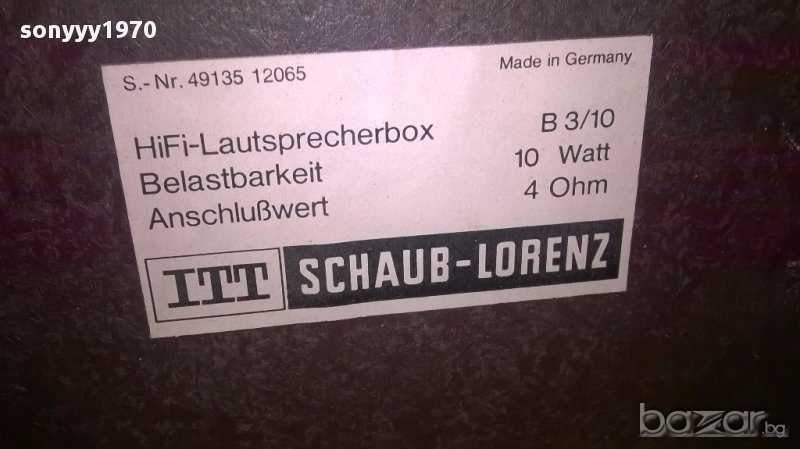 sonyyy1970
S.-Nr. 49135 12065 Made in Germany
HiFi-Lautsprecherbox B 3/10
Belastbarkeit 10 Watt
Anschlußwert 4 Ohm
ITT SCHAUB-LORENZ
bazar.bg